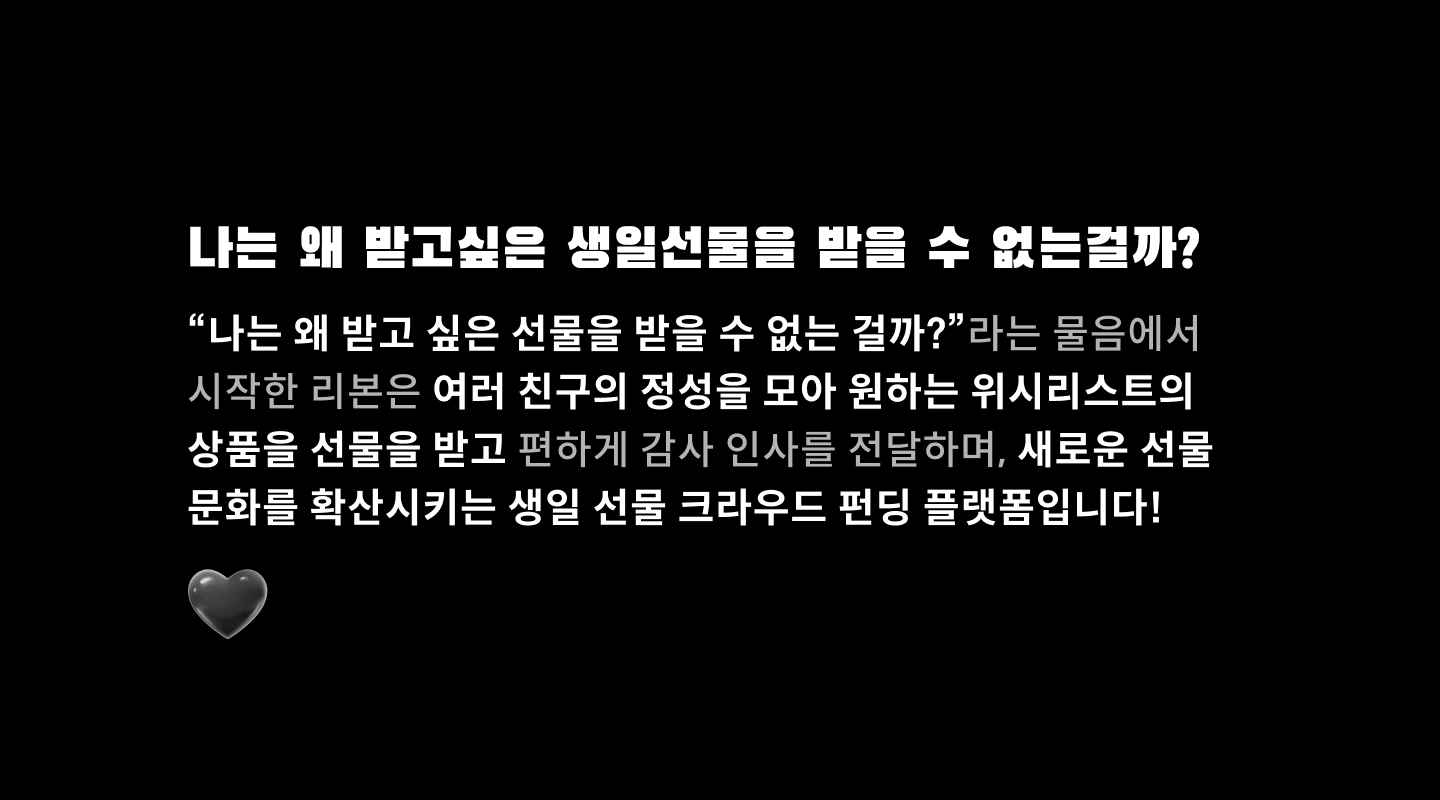 나는 왜 받고싶은 생일선물을 받을 수 없는걸까?
“나는 왜 받고 싶은 선물을 받을 수 없는 걸까?”라는 물음에서
시작한 리본은 여러 친구의 정성을 모아 원하는 위시리스트의
상품을 선물을 받고 편하게 감사 인사를 전달하며, 새로운 선물
문화를 확산시키는 생일 선물 크라우드 펀딩 플랫폼입니다!